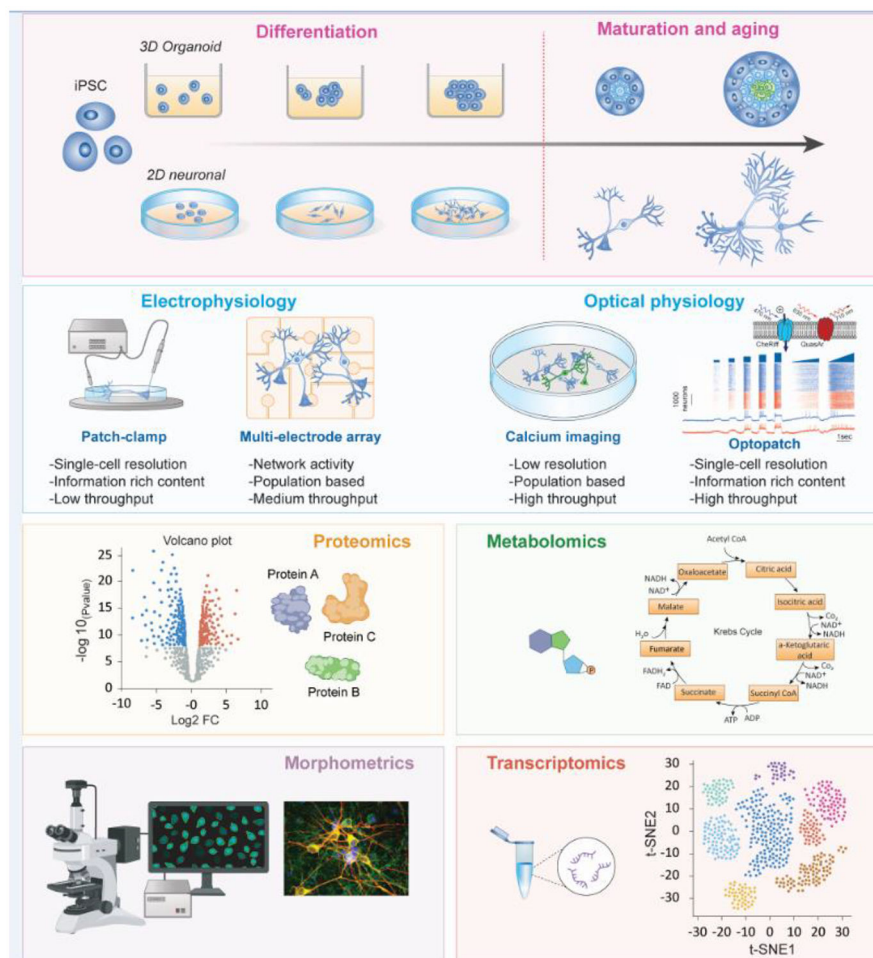 Differentiation
Maturation and aging
3D Organoid
iPSC
2D neuronal
Electrophysiology
Optical physiology
CheRiff
QuasAr
1000
neurons
1sec
Patch-clamp
Multi-electrode array
Calcium imaging
Optopatch
-Single-cell resolution
-Information rich content
-Low throughput
-Network activity
-Population based
-Medium throughput
-Low resolution
-Population based
-High throughput
-Single-cell resolution
-Information rich content
-High throughput
Volcano plot
Proteomics
25
20
15
10
5
0
-log 10(Pvalue)
-10
-5
-0
5
10
Log2 FC
Protein A
Protein C
Protein B
Metabolomics
Acetyl CoA
Oxaloacetate
Citric acid
NADH
NAD+
Malate
Isocitric acid
Co₂
NAD+
NADH
H₂O
Krebs Cycle
Fumarate
a-Ketoglutaric
acid
FADH₂
FAD
Co₂
NAD+
NADH
Succinate
Succinyl CoA
ATP
ADP
P
Morphometrics
Transcriptomics
30
20
10
0
-10
-20
-30
t-SNE2
-30
-20
-10
0
10
20
30
t-SNE1